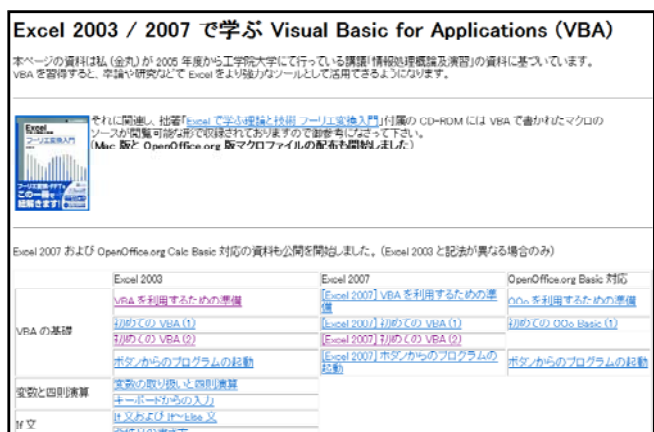 Excel 2003 / 2007 で学ぶ Visual Basic for Applications (VBA)
本ページの資料は私(金丸)が 2005 年度から工学院大学にて行っている講議「情報処理概論及演習」の資料に基づいています。
VBA を習得すると、卒論や研究などで Excel をより強力なツールとして活用できるようになります。
それに関連し、拙著「Excel で学ぶ理論と技術 フーリエ変換入門」付属の CD-ROM には VBA で書かれたマクロの
ソースが閲覧可能な形で収録されておりますので御参考になさって下さい。
(Mac 版と OpenOffice.org 版マクロファイルの配布も開始しました)
Excel
フーリエ変換入門
フーリエ変換・FFT を
この一冊で
紐解きます!
Excel 2007 および OpenOffice.org Calc Basic 対応の資料も公開を開始しました。(Excel 2003 と記法が異なる場合のみ)
Excel 2003 Excel 2007 OpenOffice.org Basic 対応
VBA の基礎
VBA を利用するための準備 [Excel 2007] VBA を利用するための準備 OOo を利用するための準備
初めての VBA (1) [Excel 2007] 初めての VBA (1) 初めての OOo Basic (1)
初めての VBA (2) [Excel 2007] 初めての VBA (2)
ボタンからのプログラムの起動 [Excel 2007] ボタンからのプログラムの起動 ボタンからのプログラムの起動
変数と四則演算 変数の取り扱いと四則演算
キーボードからの入力
If 文 If 文および If~Else 文